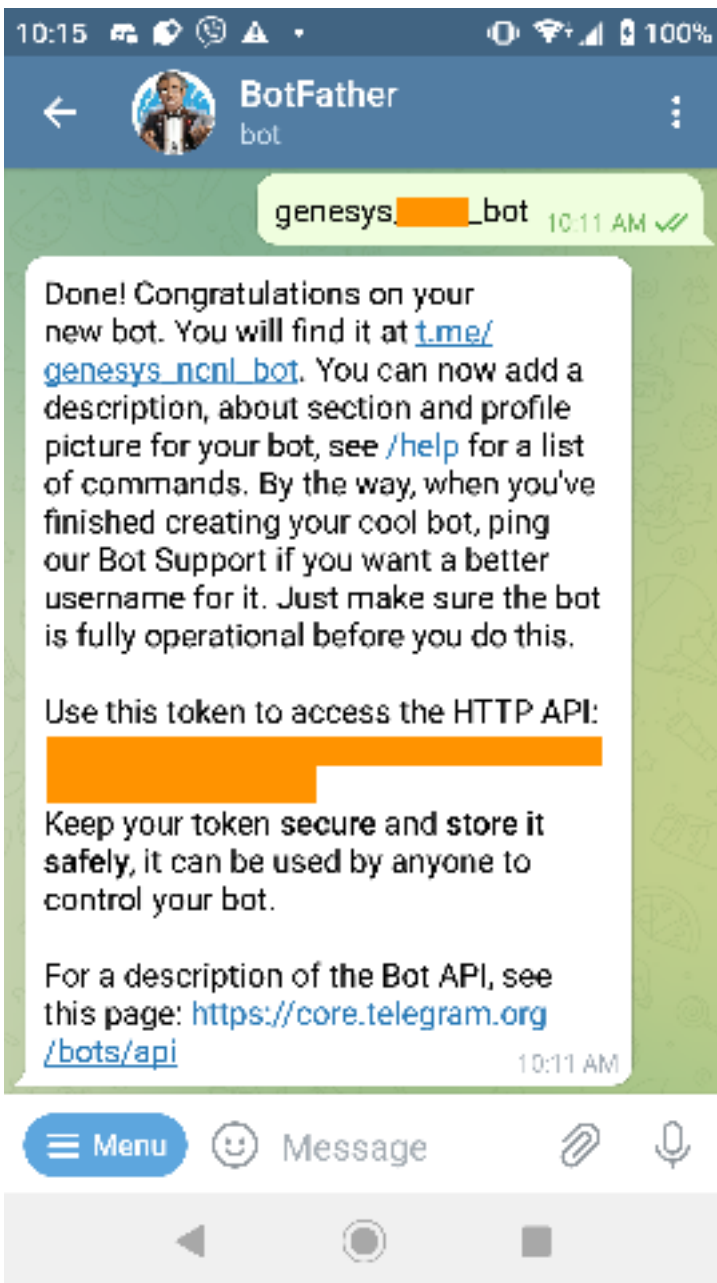 10:15
100%
BotFather
bot
genesys_ _bot 10:11 AM
Done! Congratulations on your
new bot. You will find it at t.me/
genesys_ncnl_bot. You can now add a
description, about section and profile
picture for your bot, see /help for a list
of commands. By the way, when you've
finished creating your cool bot, ping
our Bot Support if you want a better
username for it. Just make sure the bot
is fully operational before you do this.
Use this token to access the HTTP API:
Keep your token secure and store it
safely, it can be used by anyone to
control your bot.
For a description of the Bot API, see
this page: https://core.telegram.org
/bots/api
10:11 AM
Menu
Message